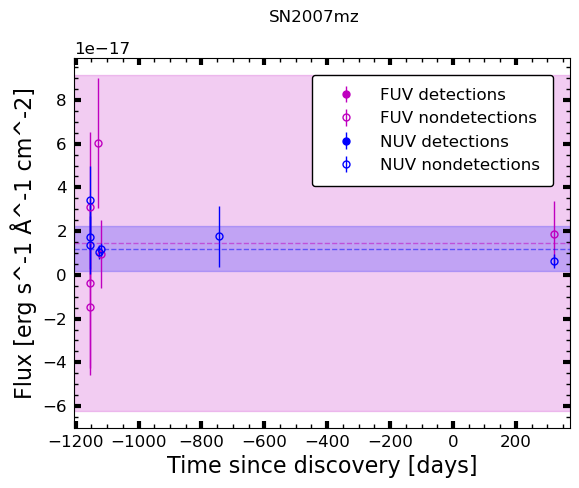 SN2007mz
1e−17
FUV detections
FUV nondetections
NUV detections
NUV nondetections
8
6
4
2
0
−2
−4
−6
Flux [erg s^-1 Å^-1 cm^-2]
−1200 −1000 −800 −600 −400 −200 0 200
Time since discovery [days]